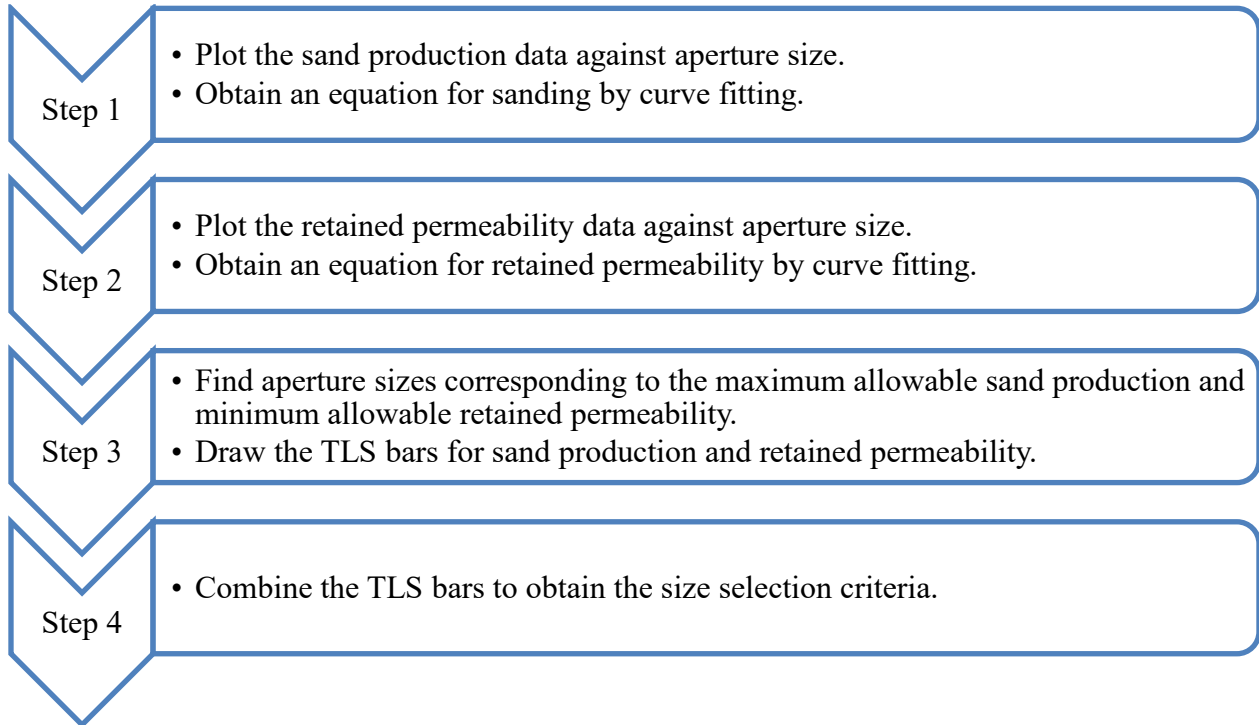 Step 1
• Plot the sand production data against aperture size.
• Obtain an equation for sanding by curve fitting.
Step 2
• Plot the retained permeability data against aperture size.
• Obtain an equation for retained permeability by curve fitting.
Step 3
• Find aperture sizes corresponding to the maximum allowable sand production and
minimum allowable retained permeability.
• Draw the TLS bars for sand production and retained permeability.
Step 4
• Combine the TLS bars to obtain the size selection criteria.